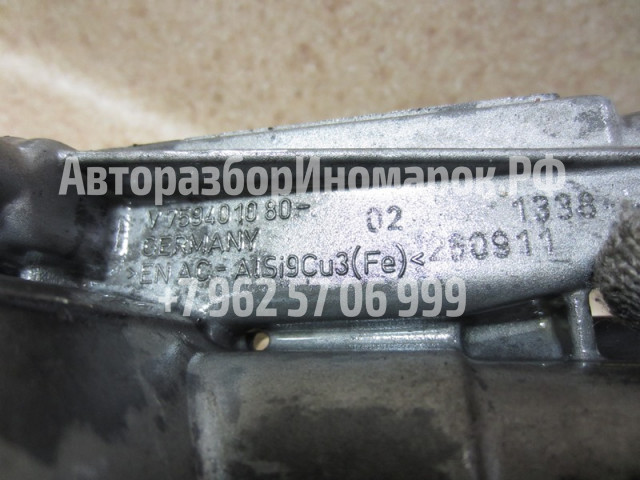 АвторазборИномарок.РФ
V 7594010 80-
02
1338
GERMANY
260911
>EN AC-AlSi9Cu3(Fe)<
+7 962 57 06 999